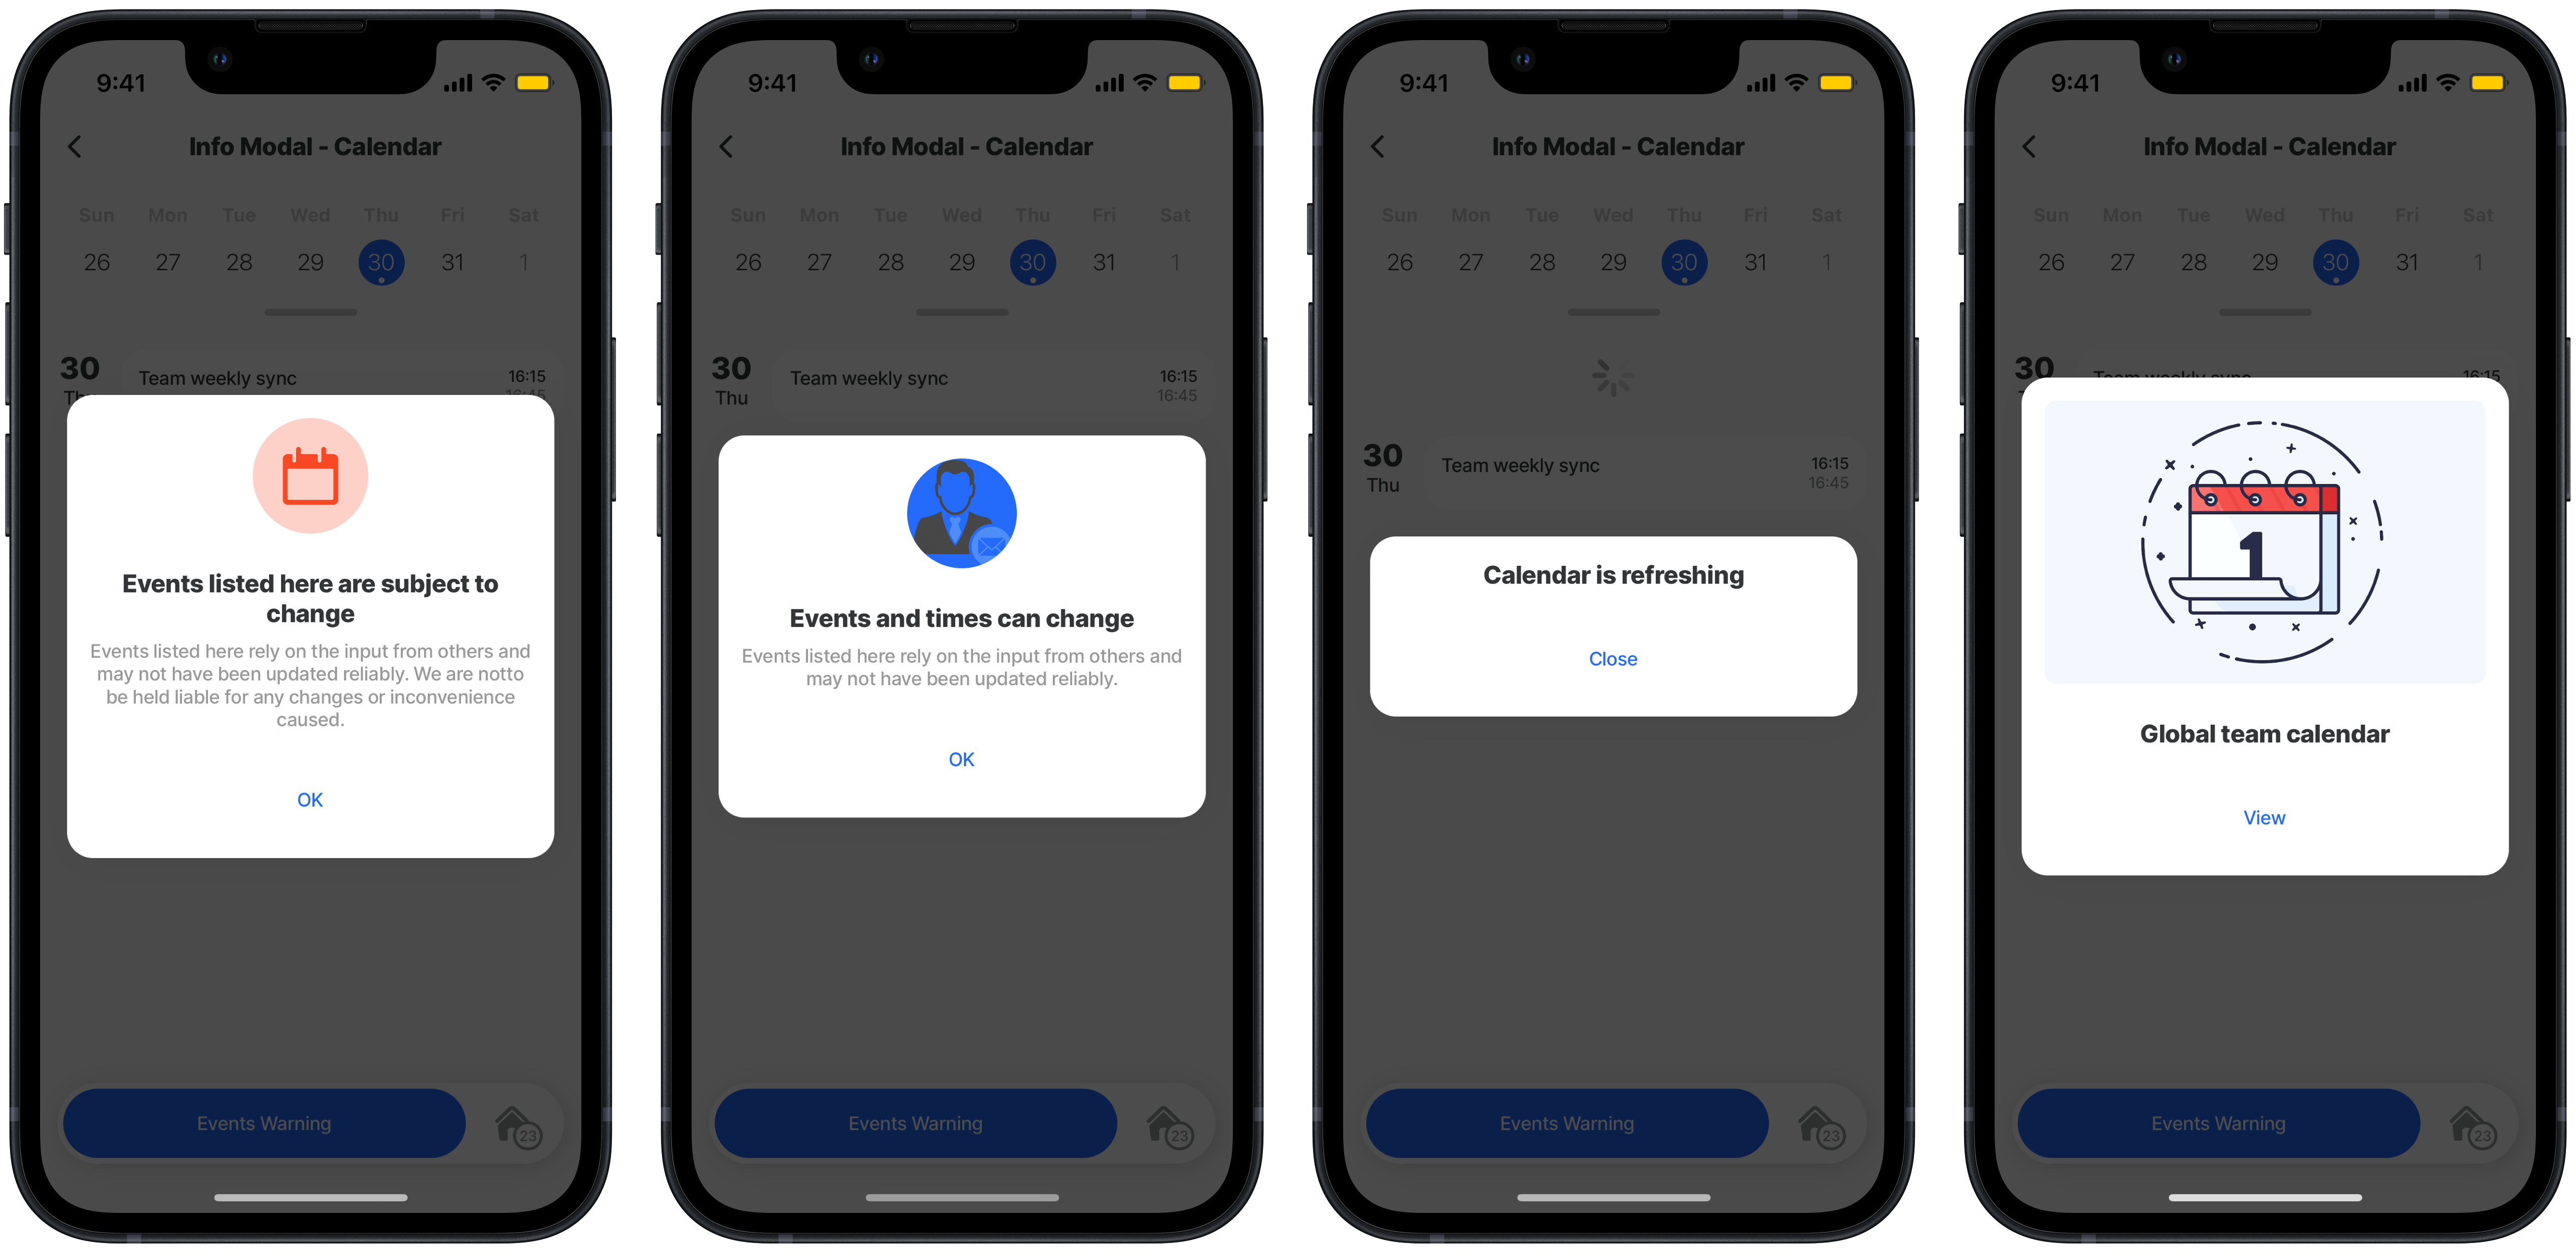 9:41
Info Modal - Calendar
Sun Mon Tue Wed Thu Fri Sat
26 27 28 29 30 31 1
30 Team weekly sync 16:15
Thu 16:45
Events listed here are subject to
change
Events listed here rely on the input from others and
may not have been updated reliably. We are notto
be held liable for any changes or inconvenience
caused.
OK
Events Warning 23
9:41
Info Modal - Calendar
Sun Mon Tue Wed Thu Fri Sat
26 27 28 29 30 31 1
30 Team weekly sync 16:15
Thu 16:45
Events and times can change
Events listed here rely on the input from others and
may not have been updated reliably.
OK
Events Warning 23
9:41
Info Modal - Calendar
Sun Mon Tue Wed Thu Fri Sat
26 27 28 29 30 31 1
30 Team weekly sync 16:15
Thu 16:45
Calendar is refreshing
Close
Events Warning 23
9:41
Info Modal - Calendar
Sun Mon Tue Wed Thu Fri Sat
26 27 28 29 30 31 1
30 Team weekly sync 16:15
1
Global team calendar
View
Events Warning 23